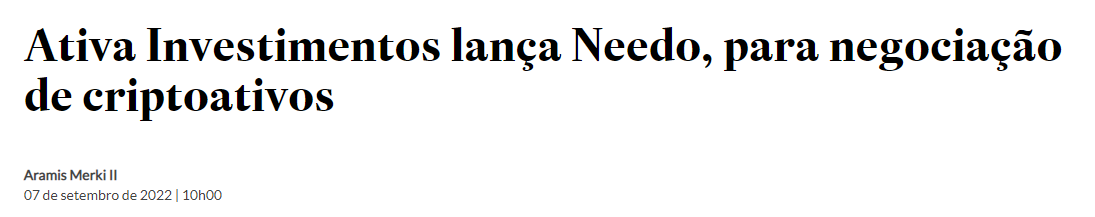 Ativa Investimentos lança Needo, para negociação
de criptoativos
Aramis Merki II
07 de setembro de 2022 | 10h00